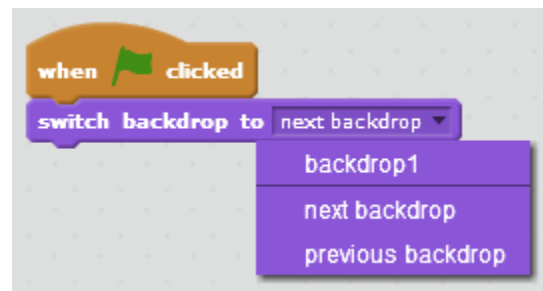 when clicked
switch backdrop to next backdrop
backdrop1
next backdrop
previous backdrop